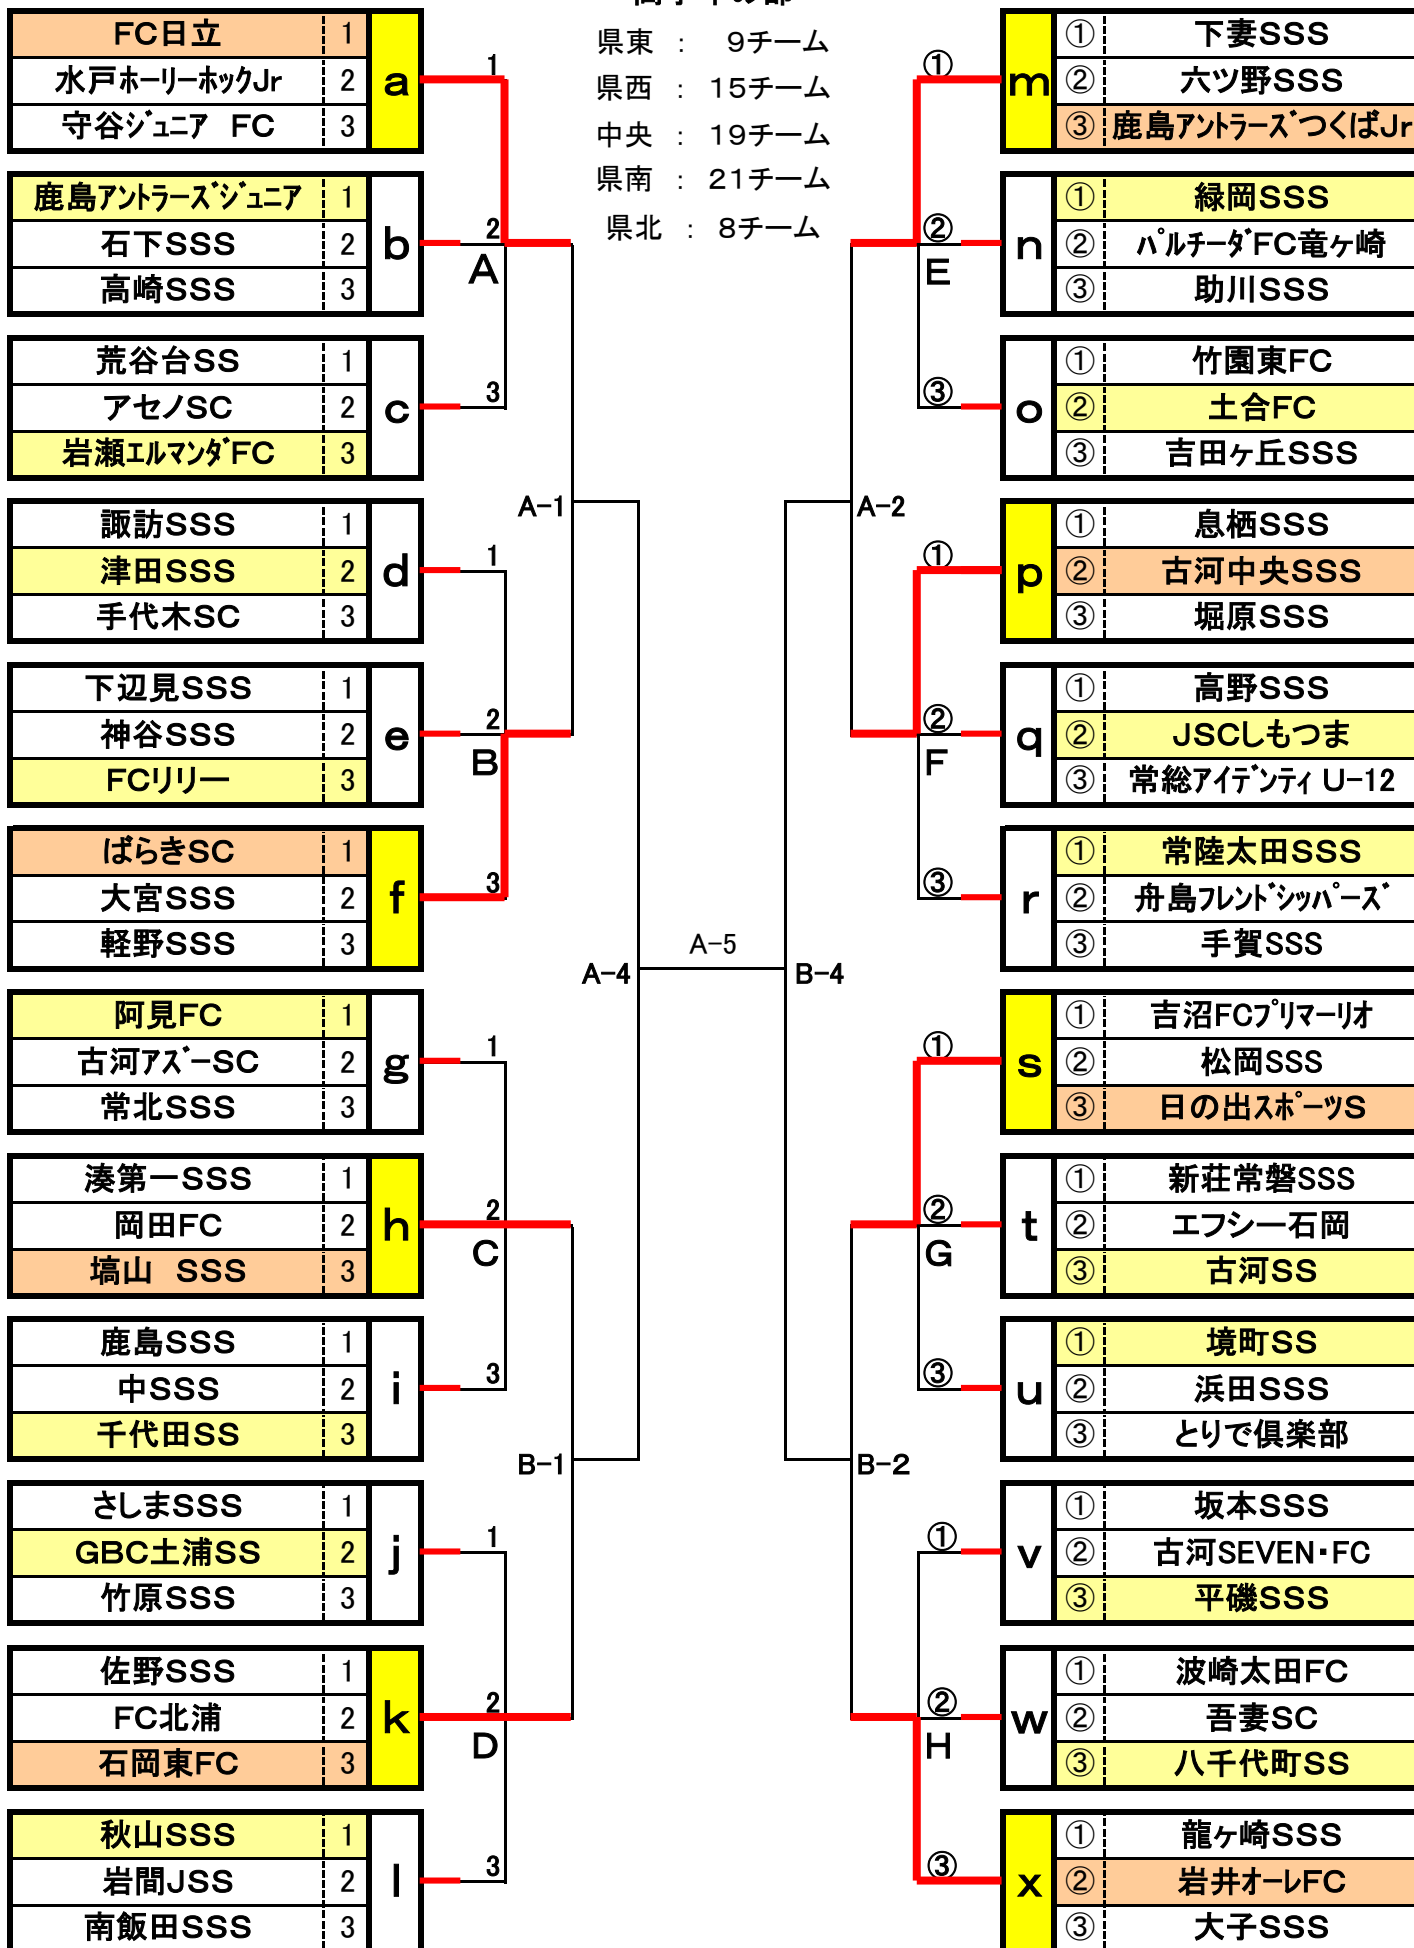 県東 : 9チーム
県西 : 15チーム
中央 : 19チーム
県南 : 21チーム
県北 : 8チーム
FC日立 1
水戸ホーリーホックJr 2 a
守谷ジュニア FC 3
鹿島アントラーズジュニア 1
石下SSS 2 b
高崎SSS 3
荒谷台SS 1
アセノSC 2 c
岩瀬エルマンダFC 3
諏訪SSS 1
津田SSS 2 d
手代木SC 3
下辺見SSS 1
神谷SSS 2 e
FCリリー 3
ばらきSC 1
大宮SSS 2 f
軽野SSS 3
阿見FC 1
古河アズーSC 2 g
常北SSS 3
湊第一SSS 1
岡田FC 2 h
塙山 SSS 3
鹿島SSS 1
中SSS 2 i
千代田SS 3
さしまSSS 1
GBC土浦SS 2 j
竹原SSS 3
佐野SSS 1
FC北浦 2 k
石岡東FC 3
秋山SSS 1
岩間JSS 2 l
南飯田SSS 3
1
2
A
3
1
2
B
3
1
2
C
3
1
2
D
3
A-1
B-1
A-4
A-5
B-4
A-2
B-2
①
②
E
③
①
②
F
③
①
②
G
③
①
②
H
③
① 下妻SSS
m ② 六ツ野SSS
③ 鹿島アントラーズつくばJr
① 緑岡SSS
n ② パルチーダFC竜ヶ崎
③ 助川SSS
① 竹園東FC
o ② 土合FC
③ 吉田ヶ丘SSS
① 息栖SSS
p ② 古河中央SSS
③ 堀原SSS
① 高野SSS
q ② JSCしもつま
③ 常総アイデンティ U-12
① 常陸太田SSS
r ② 舟島フレンドシッパーズ
③ 手賀SSS
① 吉沼FCプリマーリオ
s ② 松岡SSS
③ 日の出スポーツS
① 新荘常磐SSS
t ② エフシー石岡
③ 古河SS
① 境町SS
u ② 浜田SSS
③ とりで倶楽部
① 坂本SSS
v ② 古河SEVEN・FC
③ 平磯SSS
① 波崎太田FC
w ② 吾妻SC
③ 八千代町SS
① 龍ヶ崎SSS
x ② 岩井オーレFC
③ 大子SSS